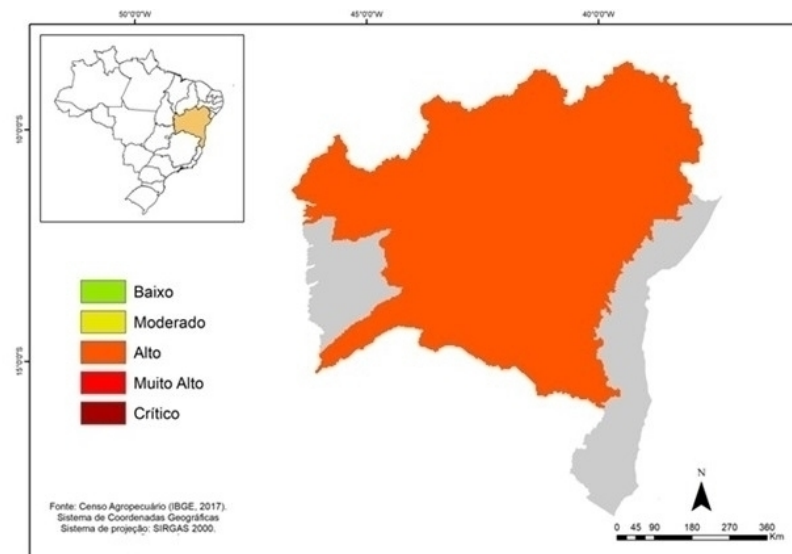 50°0'0"W
45°0'0"W
40°0'0"W
10°0'0"S
15°0'0"S
Baixo
Moderado
Alto
Muito Alto
Crítico
Fonte: Censo Agropecuário (IBGE, 2017).
Sistema de Coordenadas Geográficas
Sistema de projeção: SIRGAS 2000.
N
0 45 90 180 270 360
Km